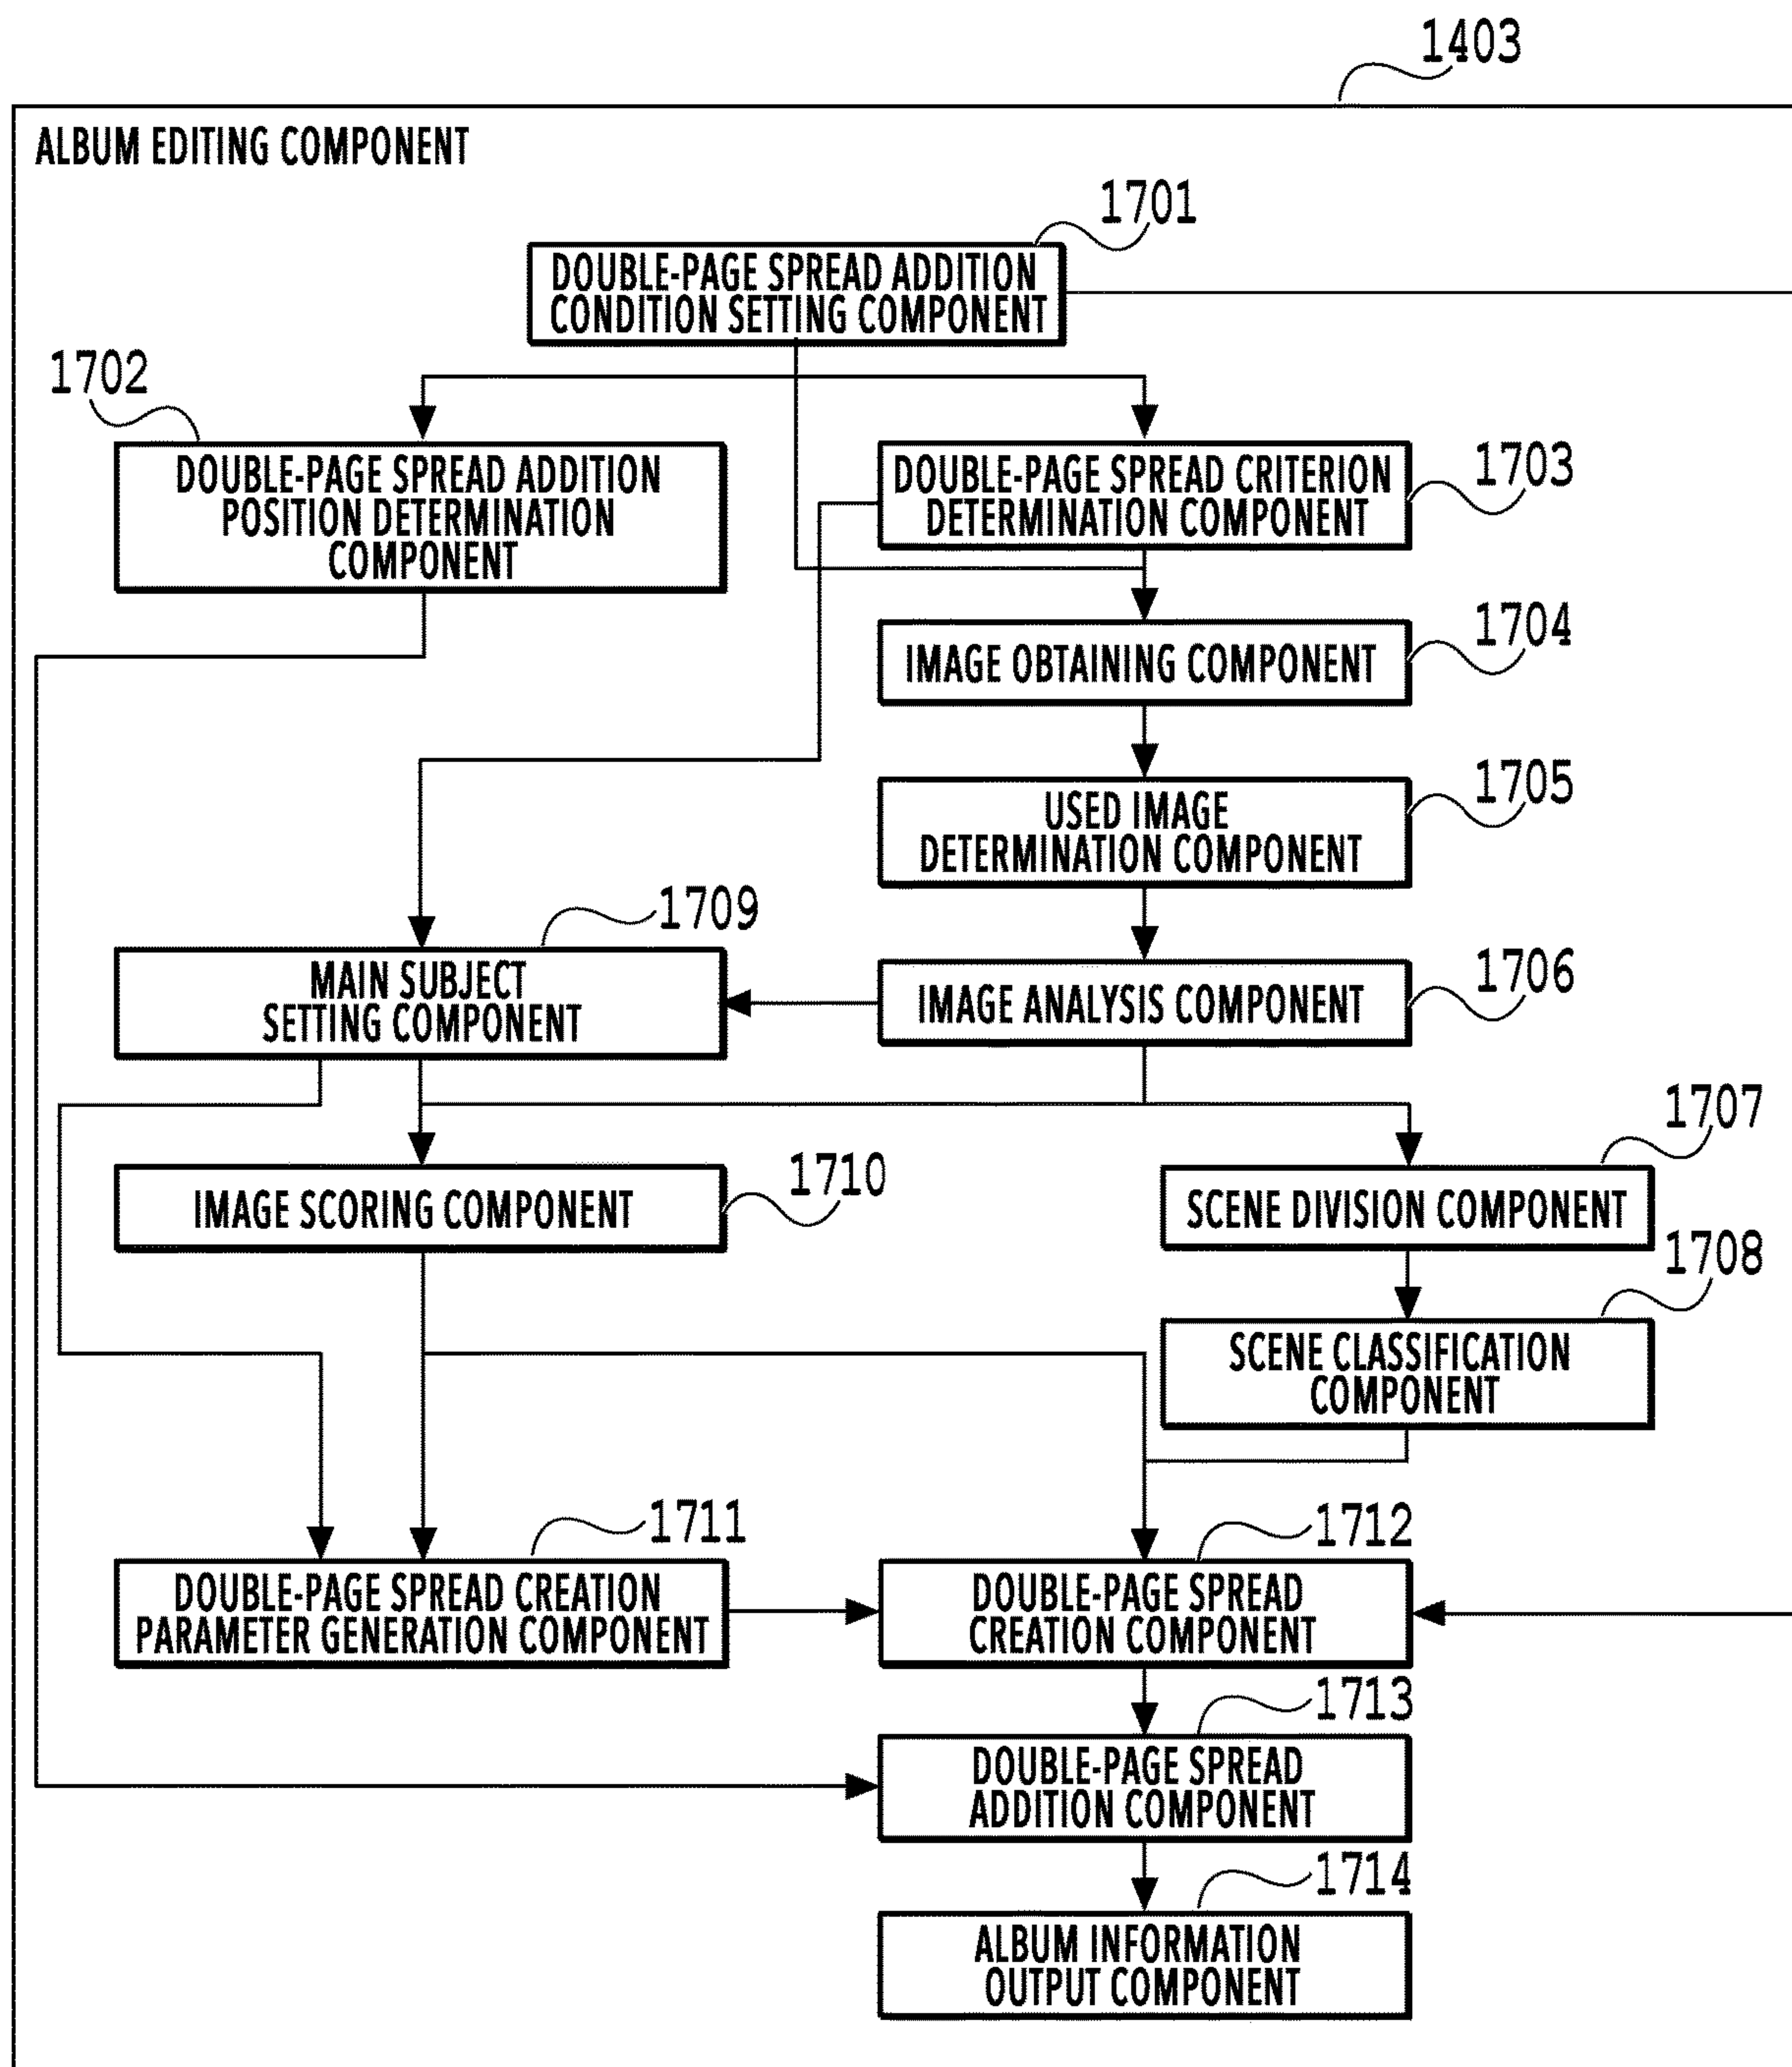 1403
ALBUM EDITING COMPONENT
1701
DOUBLE-PAGE SPREAD ADDITION
CONDITION SETTING COMPONENT
1702
DOUBLE-PAGE SPREAD ADDITION
POSITION DETERMINATION
COMPONENT
DOUBLE-PAGE SPREAD CRITERION
DETERMINATION COMPONENT
1703
IMAGE OBTAINING COMPONENT
1704
USED IMAGE
DETERMINATION COMPONENT
1705
1709
MAIN SUBJECT
SETTING COMPONENT
IMAGE ANALYSIS COMPONENT
1706
1707
IMAGE SCORING COMPONENT
1710
SCENE DIVISION COMPONENT
1708
SCENE CLASSIFICATION
COMPONENT
1711
DOUBLE-PAGE SPREAD CREATION
PARAMETER GENERATION COMPONENT
1712
DOUBLE-PAGE SPREAD
CREATION COMPONENT
1713
DOUBLE-PAGE SPREAD
ADDITION COMPONENT
1714
ALBUM INFORMATION
OUTPUT COMPONENT